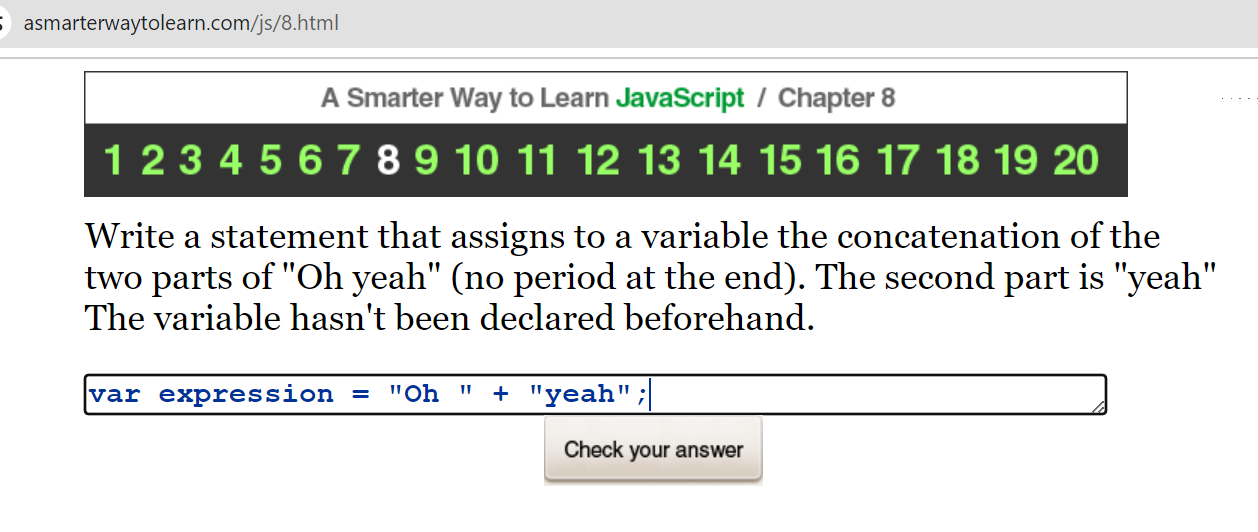 asmarterwaytolearn.com/js/8.html
A Smarter Way to Learn JavaScript / Chapter 8
1 2 3 4 5 6 7 8 9 10 11 12 13 14 15 16 17 18 19 20
Write a statement that assigns to a variable the concatenation of the
two parts of "Oh yeah" (no period at the end). The second part is "yeah"
The variable hasn't been declared beforehand.
var expression = "Oh " + "yeah";
Check your answer